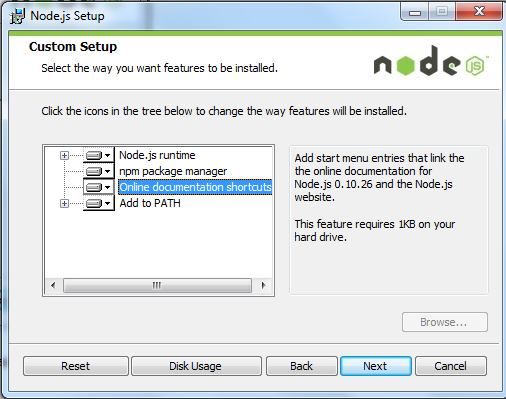 Node.js Setup
Custom Setup
Select the way you want features to be installed.
node
JS
Click the icons in the tree below to change the way features will be installed.
Node.js runtime
npm package manager
Online documentation shortcuts
Add to PATH
Add start menu entries that link the
the online documentation for
Node.js 0.10.26 and the Node.js
website.
This feature requires 1KB on your
hard drive.
Browse...
Reset
Disk Usage
Back
Next
Cancel